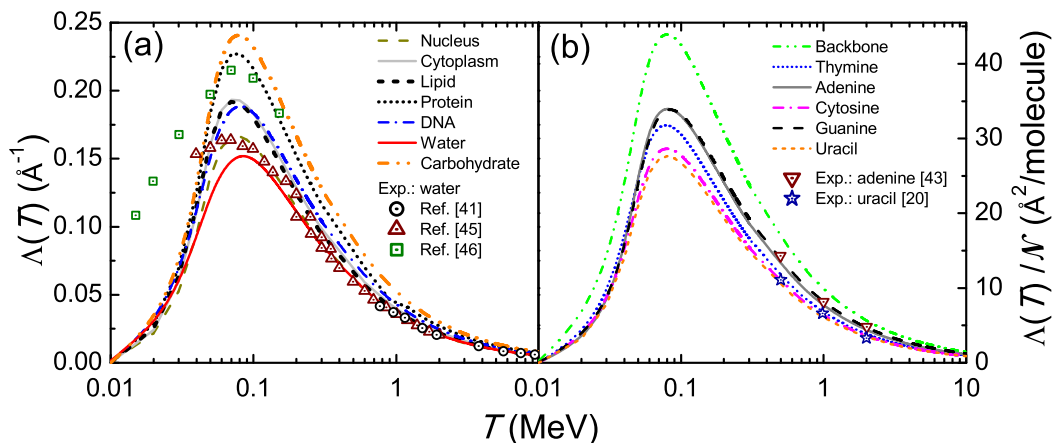 (a)
Λ(T) (Å⁻¹)
0.25
0.20
0.15
0.10
0.05
0.00
Nucleus
Cytoplasm
Lipid
Protein
DNA
Water
Carbohydrate
Exp.: water
Ref. [41]
Ref. [45]
Ref. [46]
0.01
0.1
1
(b)
Backbone
Thymine
Adenine
Cytosine
Guanine
Uracil
Exp.: adenine [43]
Exp.: uracil [20]
40
30
20
10
0
Λ(T) / 𝒩 (Å²/molecule)
0.01
0.1
1
10
T (MeV)